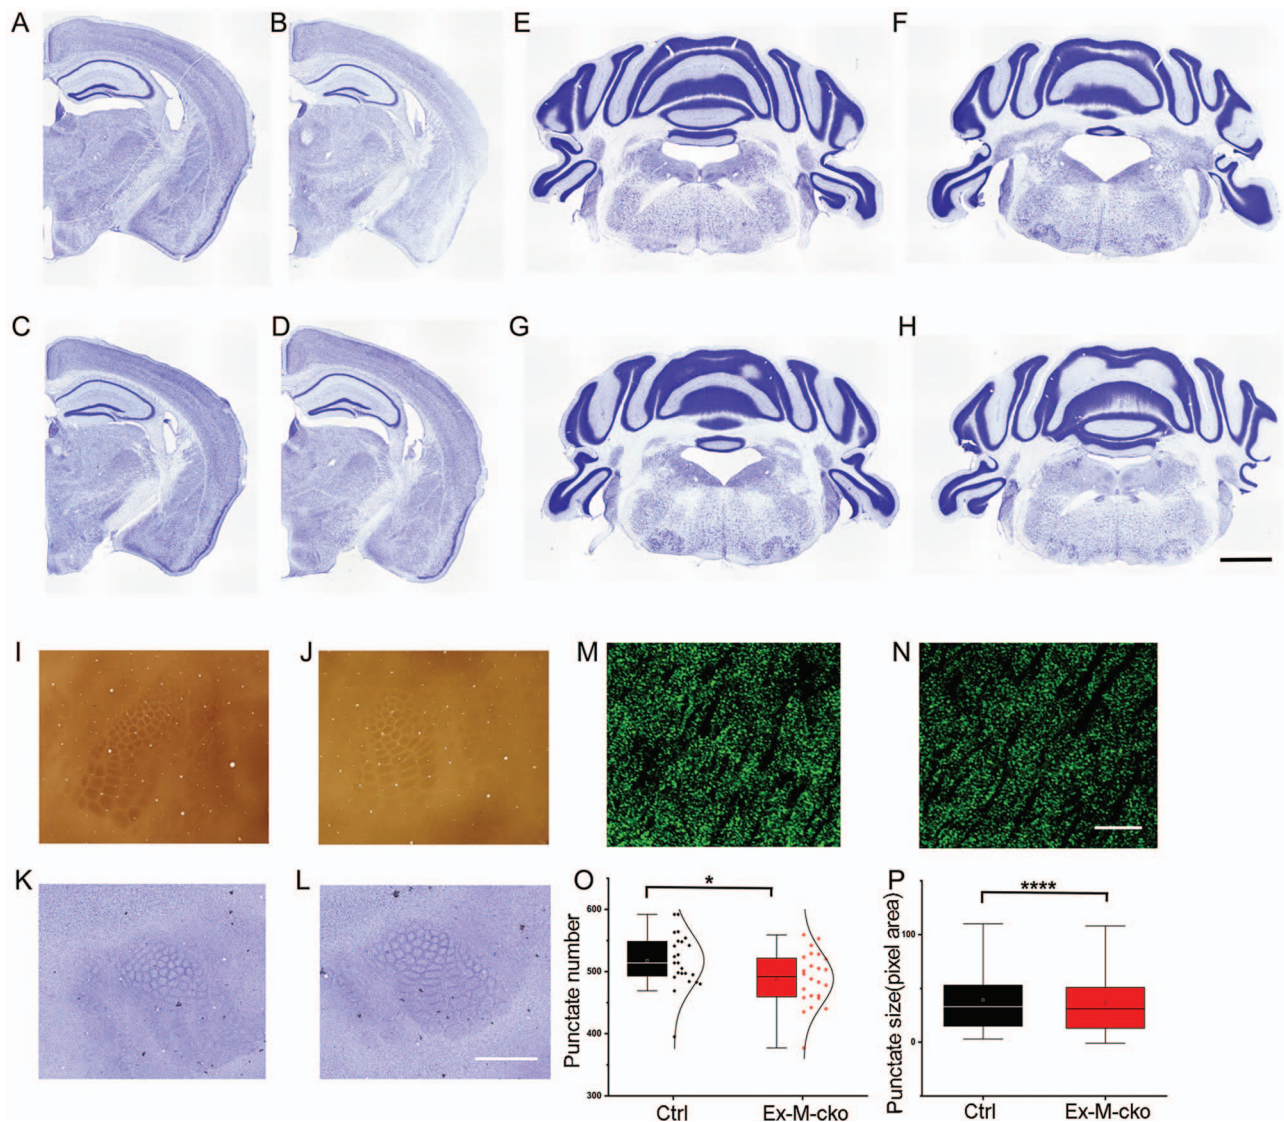 A
B
E
F
C
D
G
H
I
J
M
N
K
L
O
P
*
Punctate number
600
500
400
300
Ctrl
Ex-M-cko
****
Punctate size(pixel area)
100
0
Ctrl
Ex-M-cko